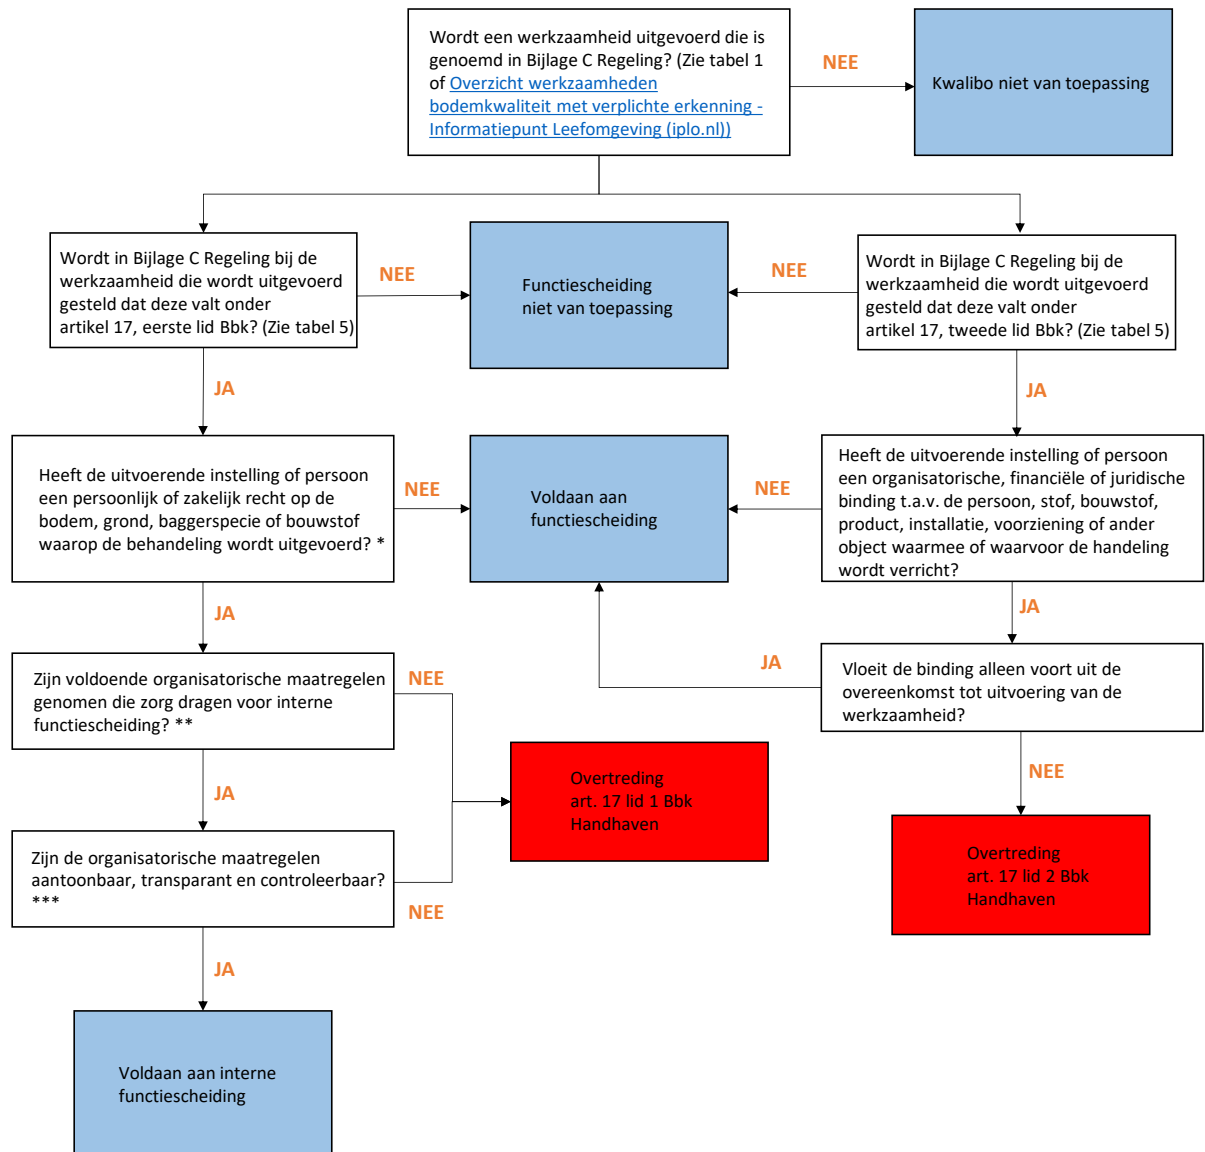 Wordt een werkzaamheid uitgevoerd die is
genoemd in Bijlage C Regeling? (Zie tabel 1
of Overzicht werkzaamheden
bodemkwaliteit met verplichte erkenning -
Informatiepunt Leefomgeving (iplo.nl))
NEE
Kwalibo niet van toepassing
Wordt in Bijlage C Regeling bij de
werkzaamheid die wordt uitgevoerd
gesteld dat deze valt onder
artikel 17, eerste lid Bbk? (Zie tabel 5)
NEE
Functiescheiding
niet van toepassing
NEE
Wordt in Bijlage C Regeling bij de
werkzaamheid die wordt uitgevoerd
gesteld dat deze valt onder
artikel 17, tweede lid Bbk? (Zie tabel 5)
JA
JA
Heeft de uitvoerende instelling of persoon
een persoonlijk of zakelijk recht op de
bodem, grond, baggerspecie of bouwstof
waarop de behandeling wordt uitgevoerd? *
NEE
Voldaan aan
functiescheiding
NEE
Heeft de uitvoerende instelling of persoon
een organisatorische, financiële of juridische
binding t.a.v. de persoon, stof, bouwstof,
product, installatie, voorziening of ander
object waarmee of waarvoor de handeling
wordt verricht?
JA
JA
Zijn voldoende organisatorische maatregelen
genomen die zorg dragen voor interne
functiescheiding? **
NEE
JA
Vloeit de binding alleen voort uit de
overeenkomst tot uitvoering van de
werkzaamheid?
JA
Overtreding
art. 17 lid 1 Bbk
Handhaven
NEE
Zijn de organisatorische maatregelen
aantoonbaar, transparant en controleerbaar?
***
NEE
Overtreding
art. 17 lid 2 Bbk
Handhaven
JA
Voldaan aan interne
functiescheiding